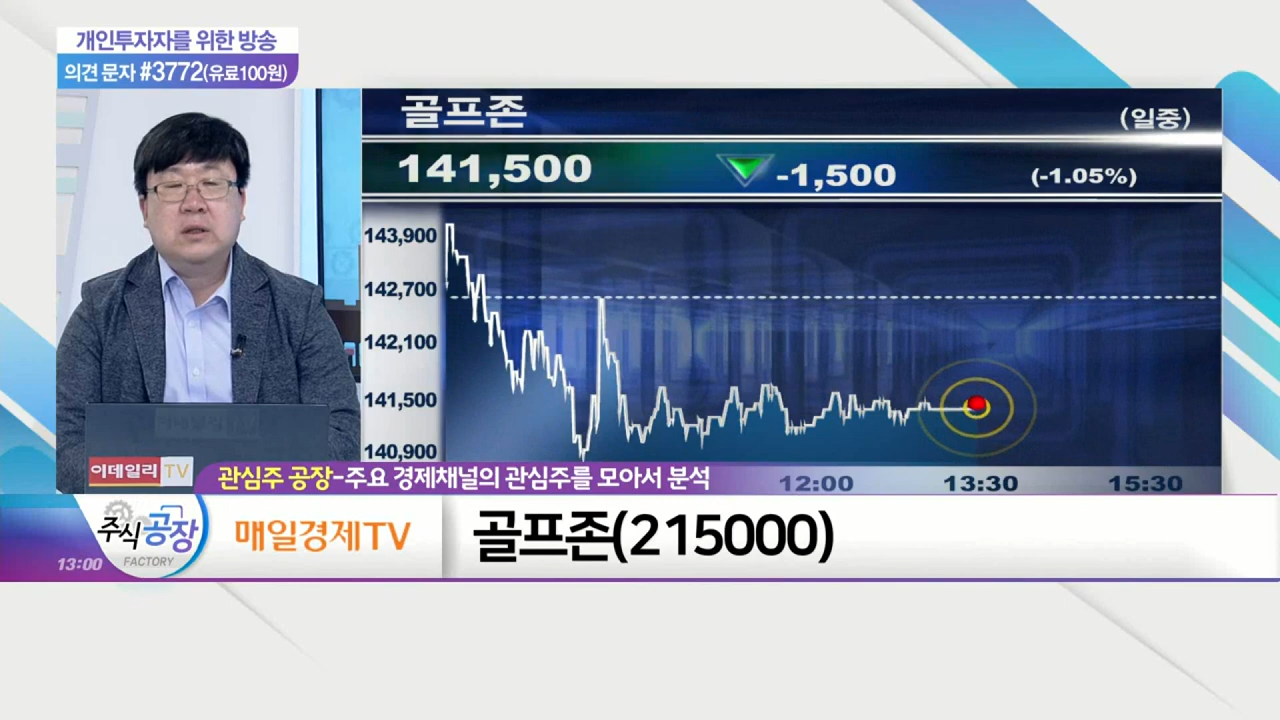 개인투자자를 위한 방송
의견 문자 #3772(유료100원)
골프존
(일중)
141,500
-1,500
(-1.05%)
143,900
142,700
142,100
141,500
140,900
이데일리 TV
관심주 공장-주요 경제채널의 관심주를 모아서 분석
12:00
13:30
15:30
주식공장
FACTORY
13:00
매일경제TV
골프존(215000)